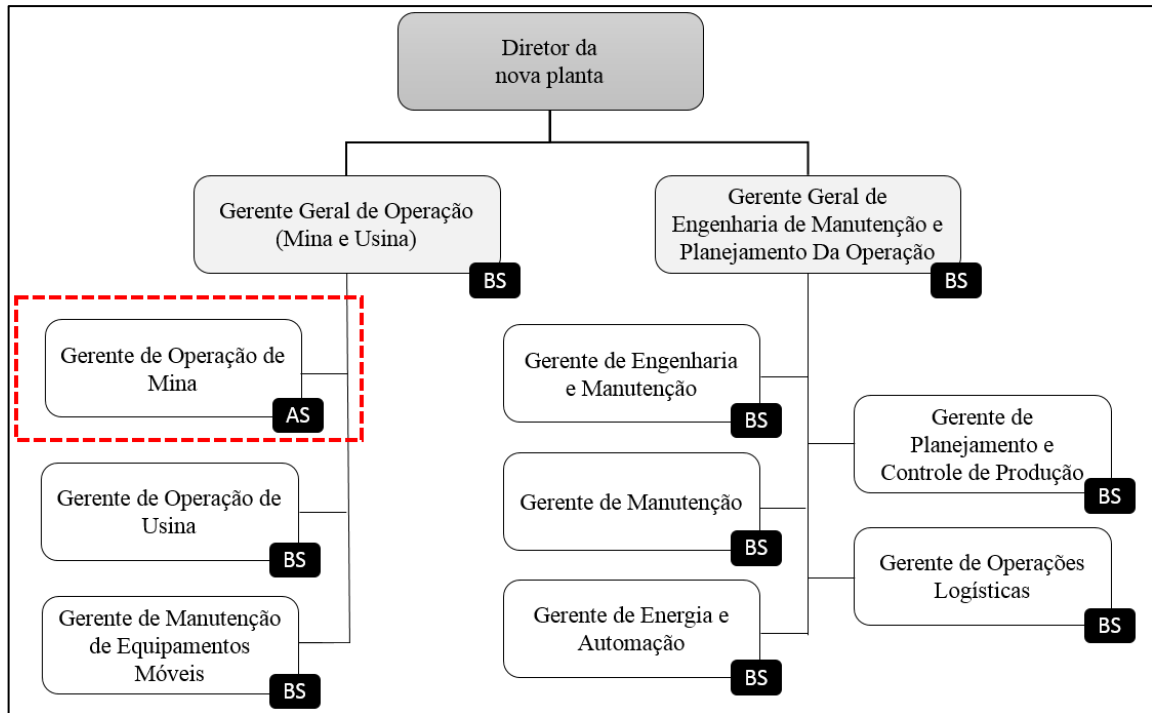 Diretor da
nova planta
Gerente Geral de Operação
(Mina e Usina)
BS
Gerente Geral de
Engenharia de Manutenção e
Planejamento Da Operação
BS
Gerente de Operação de
Mina
AS
Gerente de Operação de
Usina
BS
Gerente de Manutenção
de Equipamentos
Móveis
BS
Gerente de Engenharia
e Manutenção
BS
Gerente de Manutenção
BS
Gerente de Energia e
Automação
BS
Gerente de
Planejamento e
Controle de Produção
BS
Gerente de Operações
Logísticas
BS